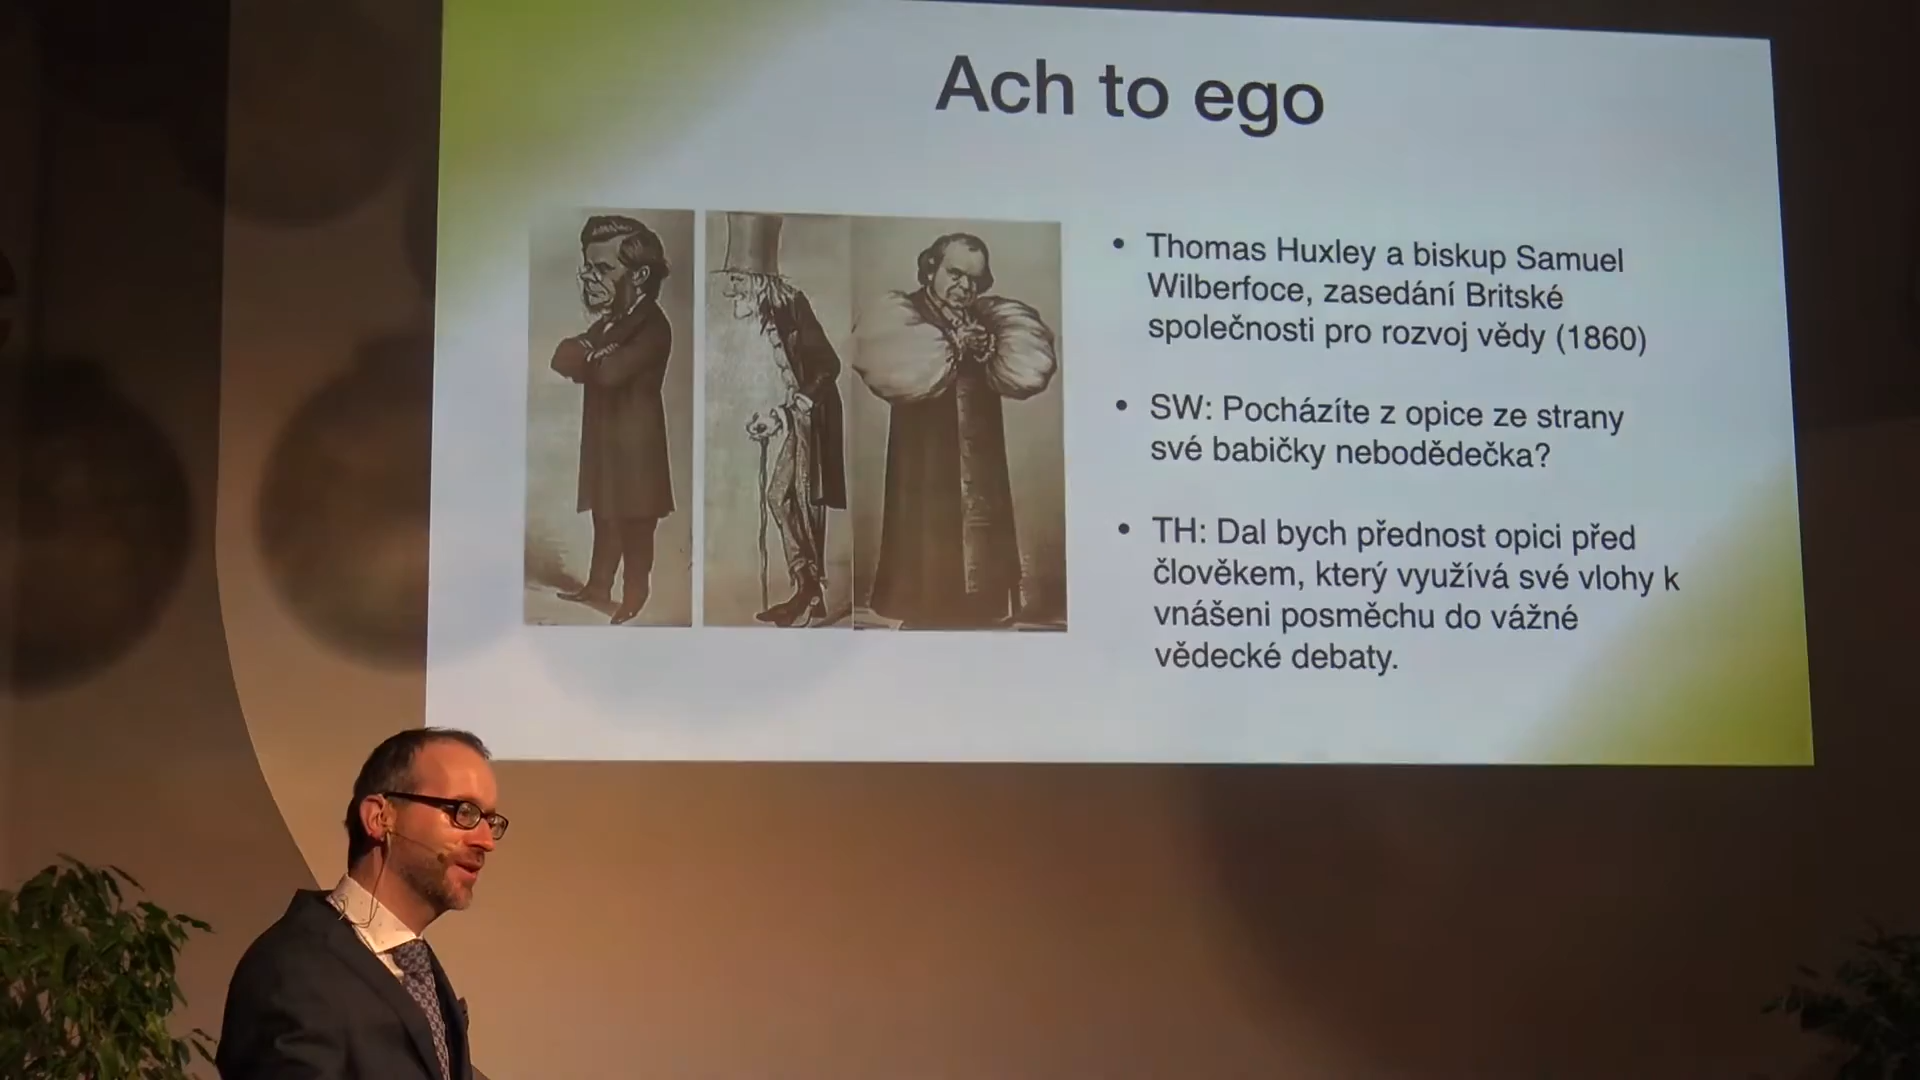 Ach to ego
• Thomas Huxley a biskup Samuel
Wilberfoce, zasedání Britské
společnosti pro rozvoj vědy (1860)
• SW: Pocházíte z opice ze strany
své babičky nebodědečka?
• TH: Dal bych přednost opici před
člověkem, který využívá své vlohy k
vnášeni posměchu do vážné
vědecké debaty.